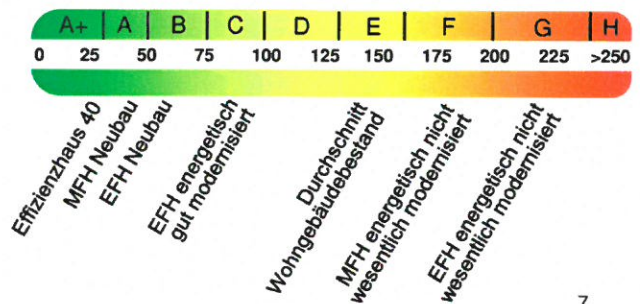 A+ A B C D E F G H
0 25 50 75 100 125 150 175 200 225 >250
Effizienzhaus 40
MFH Neubau
EFH Neubau
EFH energetisch
gut modernisiert
Durchschnitt
Wohngebäudebestand
MFH energetisch nicht
wesentlich modernisiert
EFH energetisch nicht
wesentlich modernisiert
7